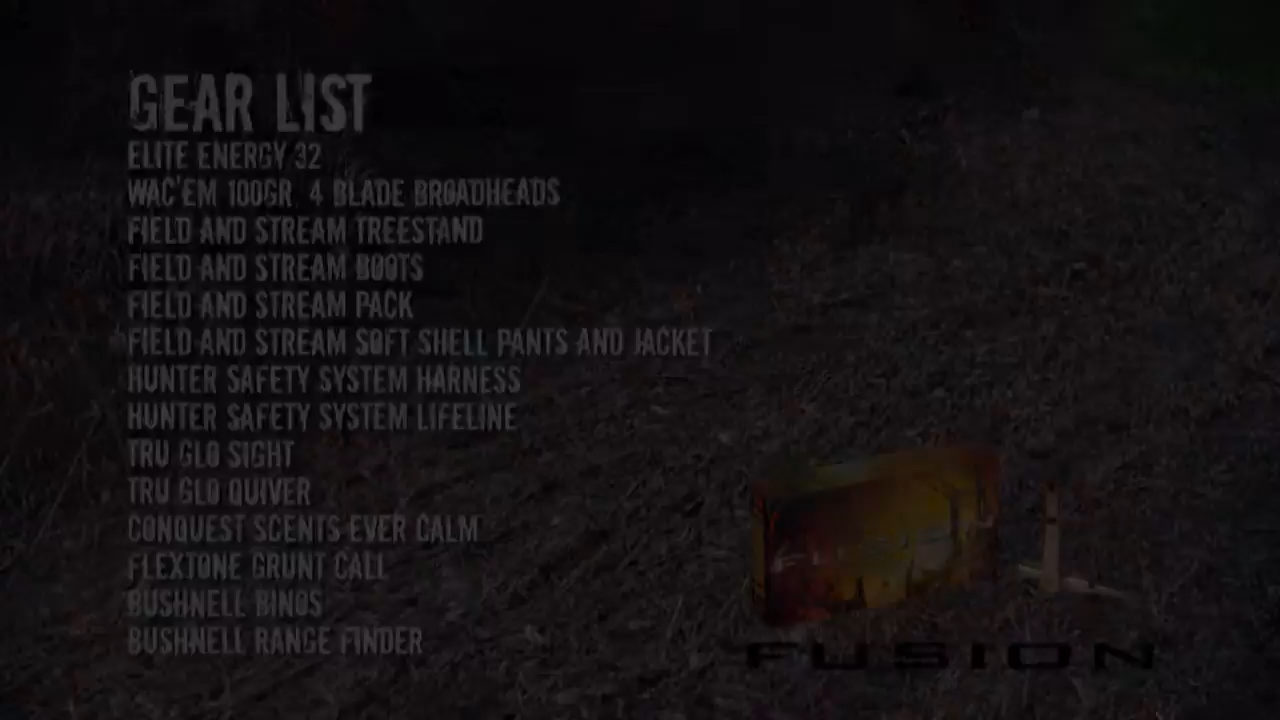 GEAR LIST
ELITE ENERGY 32
WAC'EM 100GR. 4 BLADE BROADHEADS
FIELD AND STREAM TREESTAND
FIELD AND STREAM BOOTS
FIELD AND STREAM PACK
FIELD AND STREAM SOFT SHELL PANTS AND JACKET
HUNTER SAFETY SYSTEM HARNESS
HUNTER SAFETY SYSTEM LIFELINE
TRU GLO SIGHT
TRU GLO QUIVER
CONQUEST SCENTS EVER CALM
FLEXTONE GRUNT CALL
BUSHNELL BINOS
BUSHNELL RANGE FINDER
FUSION